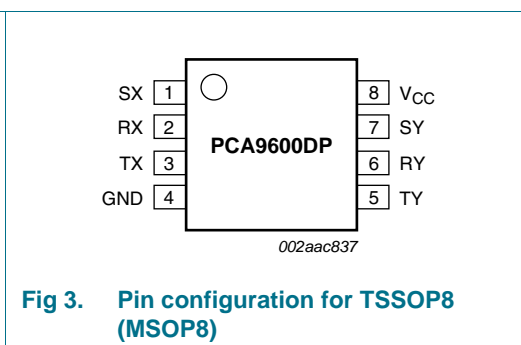 SX 1 8 VCC
RX 2 7 SY
PCA9600DP
TX 3 6 RY
GND 4 5 TY
002aac837
Fig 3. Pin configuration for TSSOP8
(MSOP8)